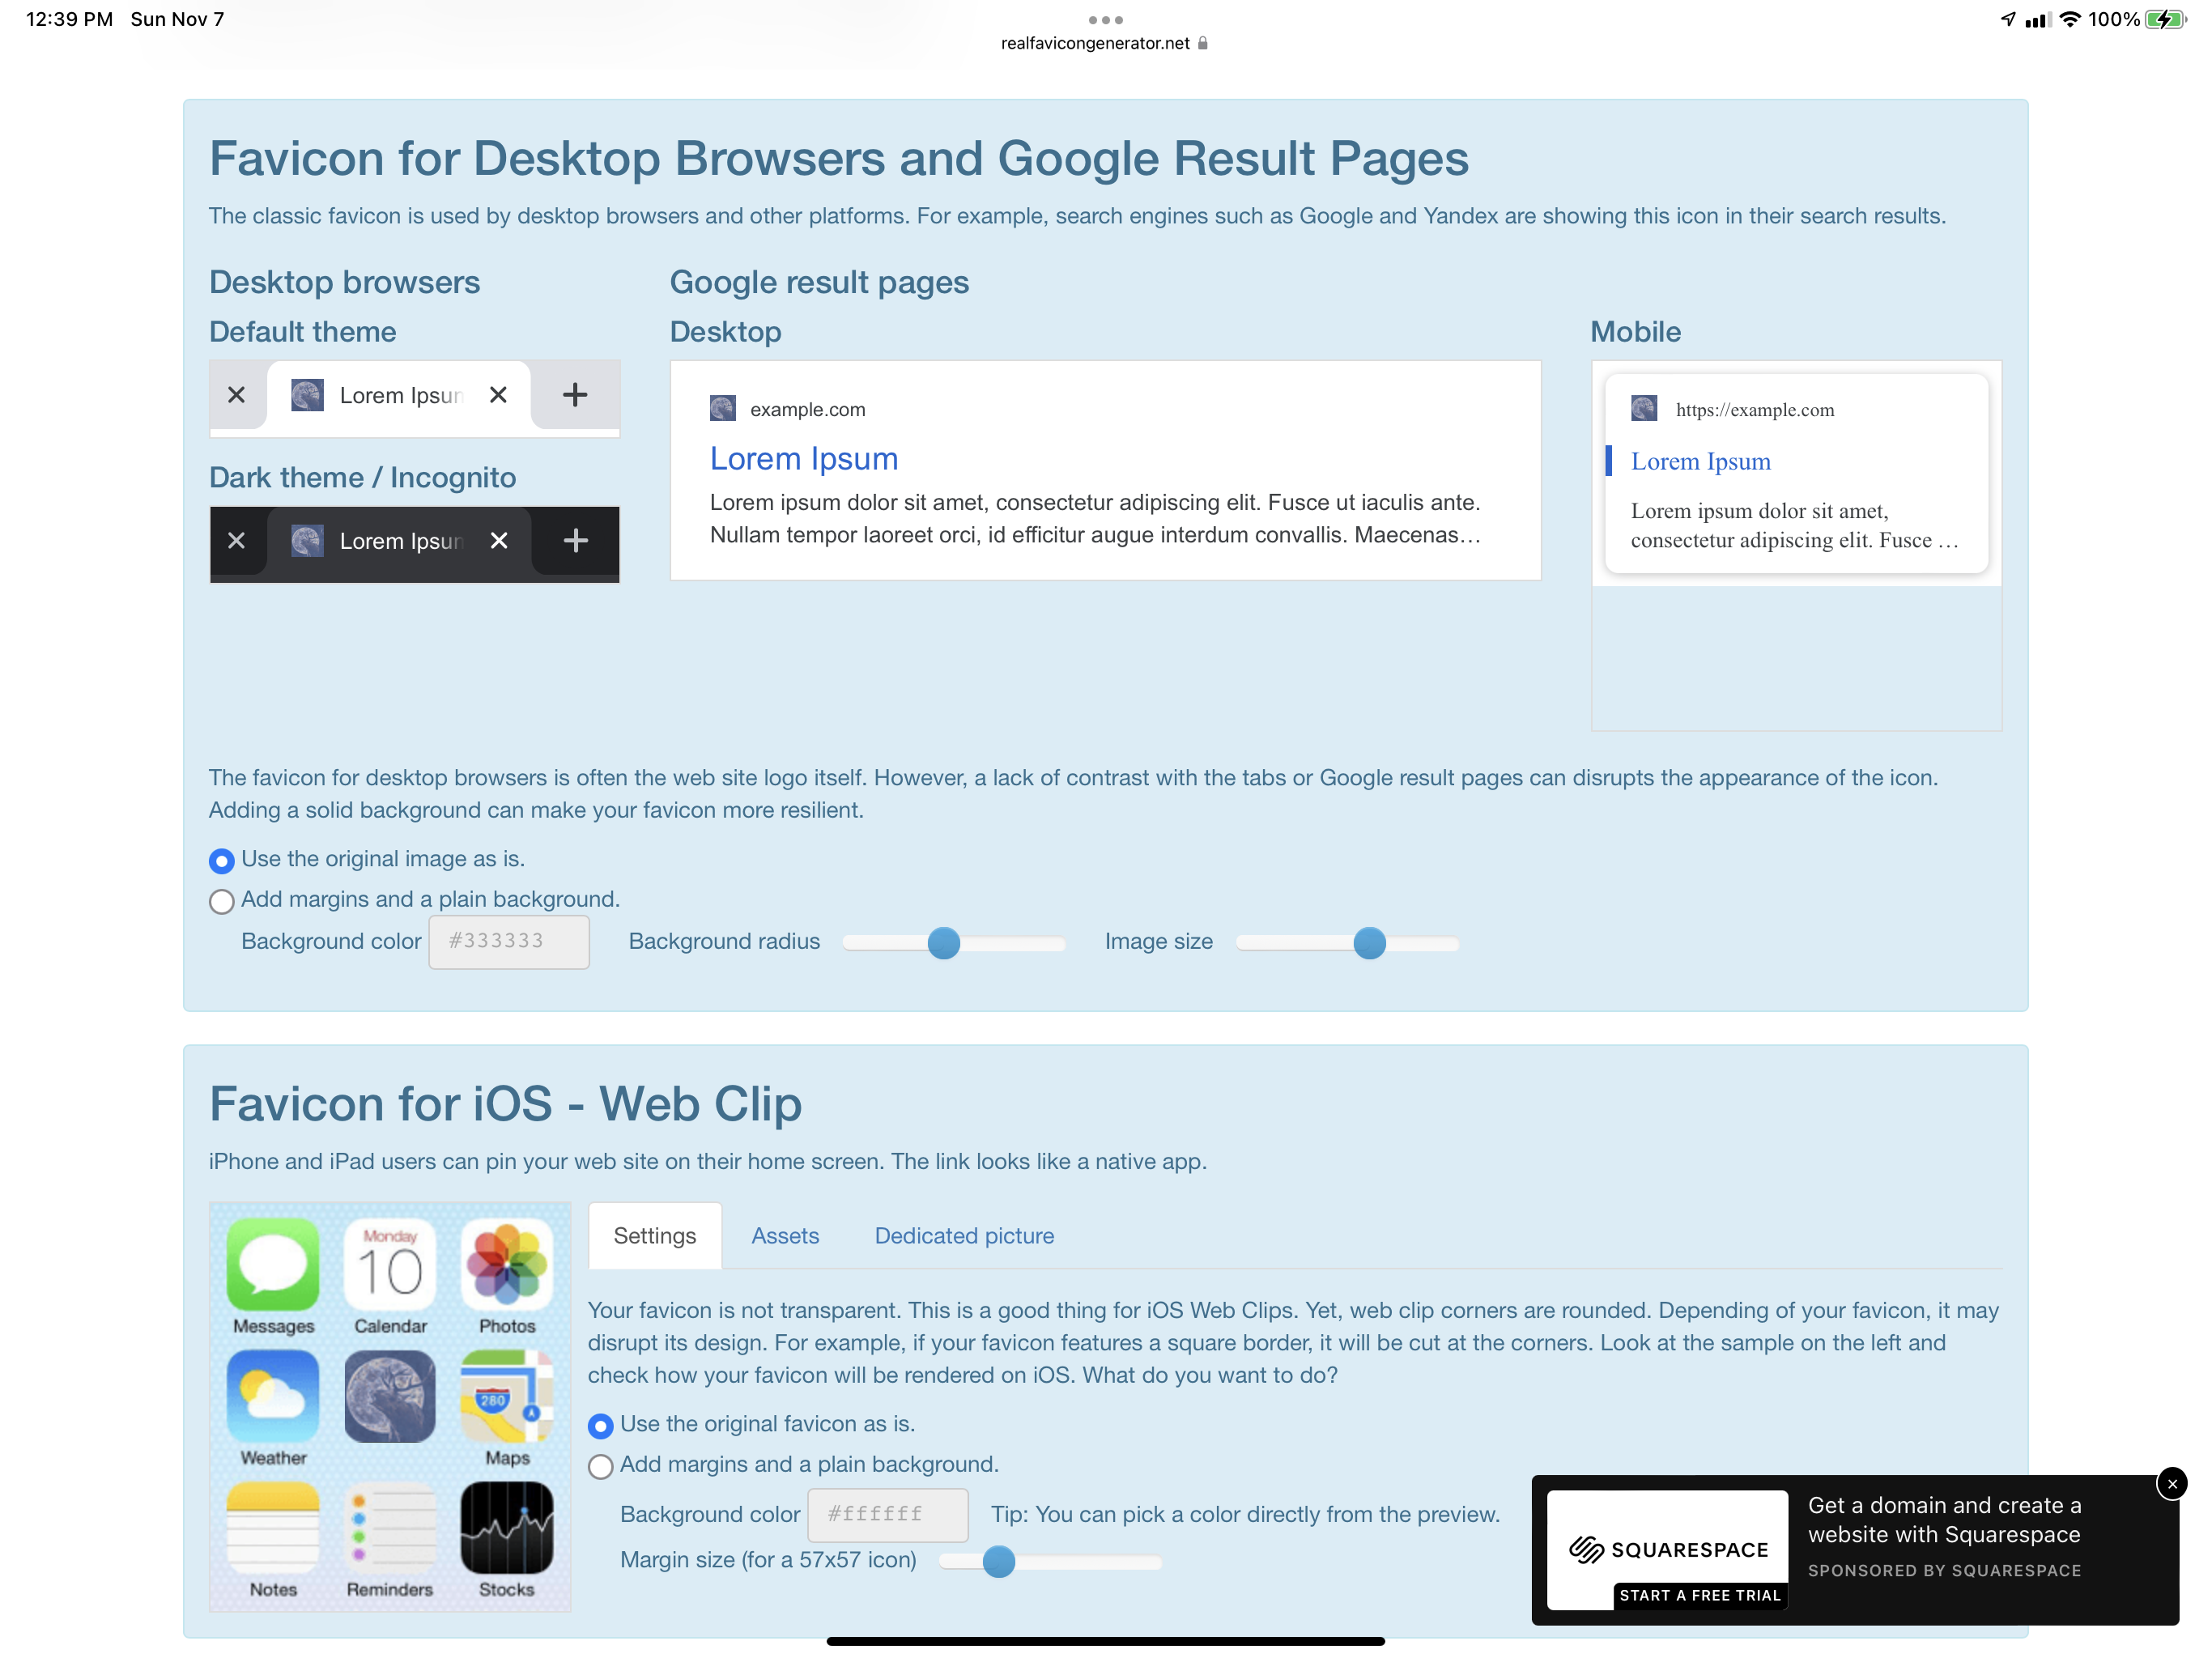 12:39 PM Sun Nov 7
realfavicongenerator.net
100%
Favicon for Desktop Browsers and Google Result Pages
The classic favicon is used by desktop browsers and other platforms. For example, search engines such as Google and Yandex are showing this icon in their search results.
Desktop browsers
Default theme
Lorem Ipsun
Dark theme / Incognito
Lorem Ipsun
Google result pages
Desktop
example.com
Lorem Ipsum
Lorem ipsum dolor sit amet, consectetur adipiscing elit. Fusce ut iaculis ante.
Nullam tempor laoreet orci, id efficitur augue interdum convallis. Maecenas...
Mobile
https://example.com
Lorem Ipsum
Lorem ipsum dolor sit amet,
consectetur adipiscing elit. Fusce ...
The favicon for desktop browsers is often the web site logo itself. However, a lack of contrast with the tabs or Google result pages can disrupts the appearance of the icon.
Adding a solid background can make your favicon more resilient.
Use the original image as is.
Add margins and a plain background.
Background color #333333 Background radius Image size
Favicon for iOS - Web Clip
iPhone and iPad users can pin your web site on their home screen. The link looks like a native app.
Monday
10
Messages Calendar Photos
280
Weather Maps
Notes Reminders Stocks
Settings Assets Dedicated picture
Your favicon is not transparent. This is a good thing for iOS Web Clips. Yet, web clip corners are rounded. Depending of your favicon, it may
disrupt its design. For example, if your favicon features a square border, it will be cut at the corners. Look at the sample on the left and
check how your favicon will be rendered on iOS. What do you want to do?
Use the original favicon as is.
Add margins and a plain background.
Background color #ffffff Tip: You can pick a color directly from the preview.
Margin size (for a 57x57 icon)
SQUARESPACE
START A FREE TRIAL
Get a domain and create a
website with Squarespace
SPONSORED BY SQUARESPACE